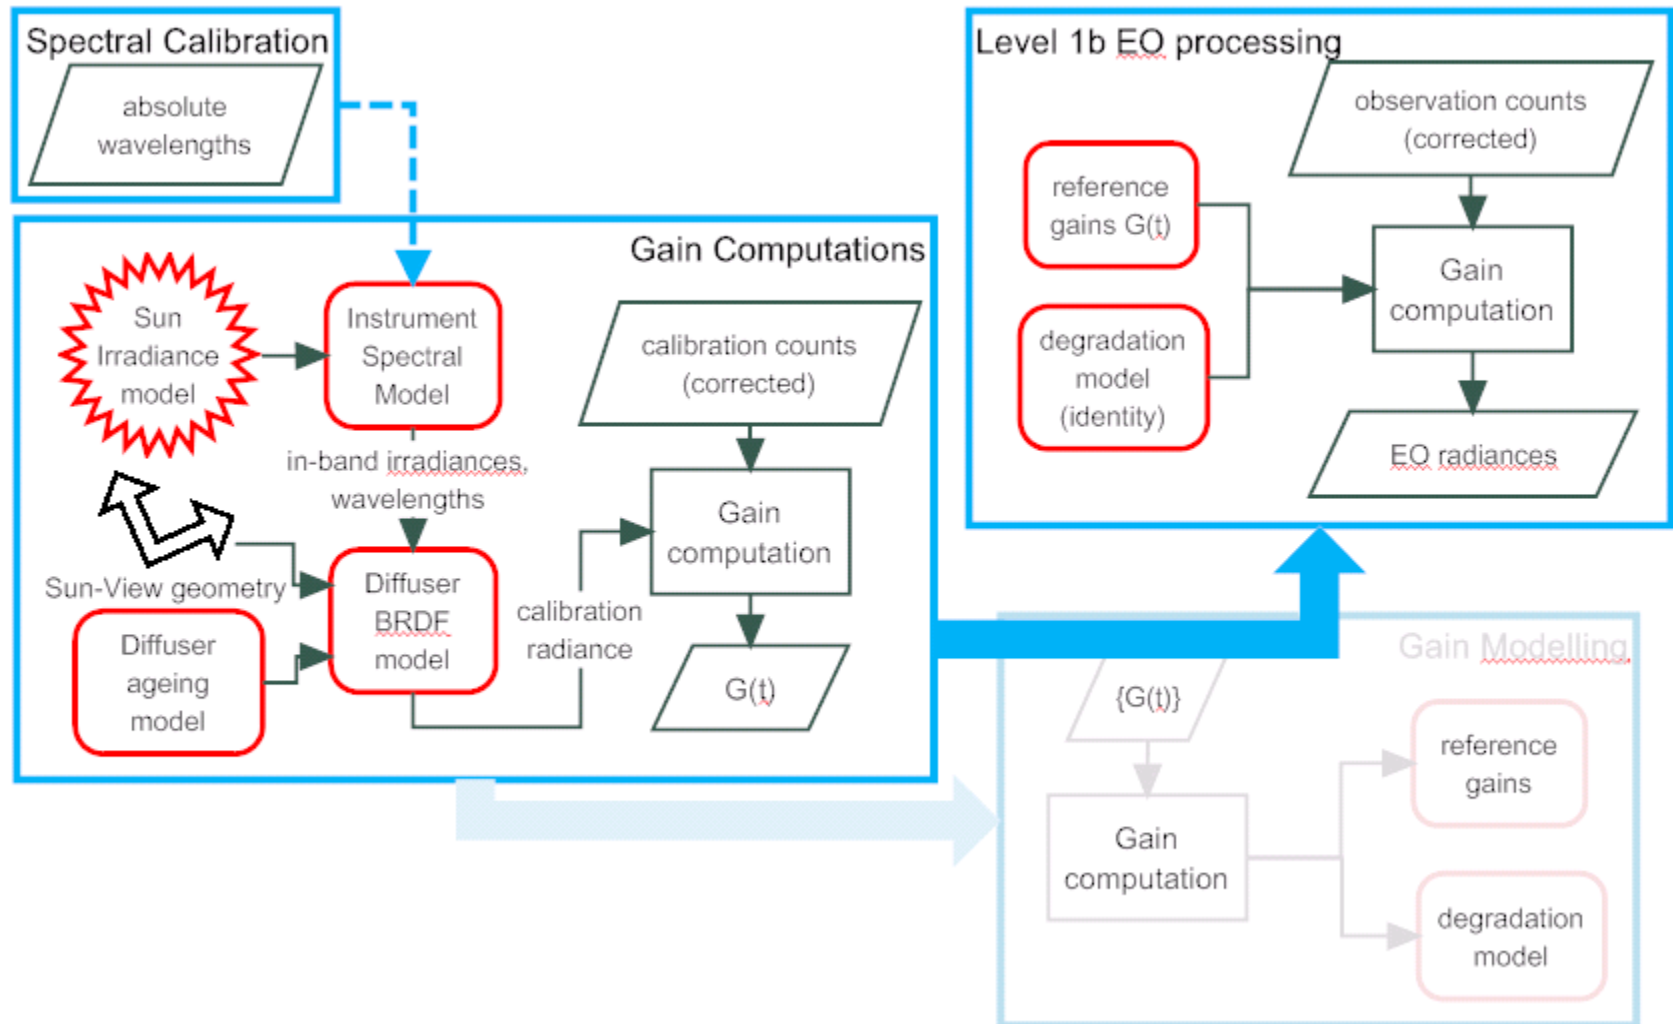 Spectral Calibration
absolute
wavelengths
Gain Computations
Sun
Irradiance
model
Instrument
Spectral
Model
in-band irradiances,
wavelengths
Sun-View geometry
Diffuser
ageing
model
Diffuser
BRDF
model
calibration
radiance
calibration counts
(corrected)
Gain
computation
G(t)
Level 1b EO processing
observation counts
(corrected)
reference
gains G(t)
degradation
model
(identity)
Gain
computation
EO radiances
Gain Modelling
{G(t)}
Gain
computation
reference
gains
degradation
model